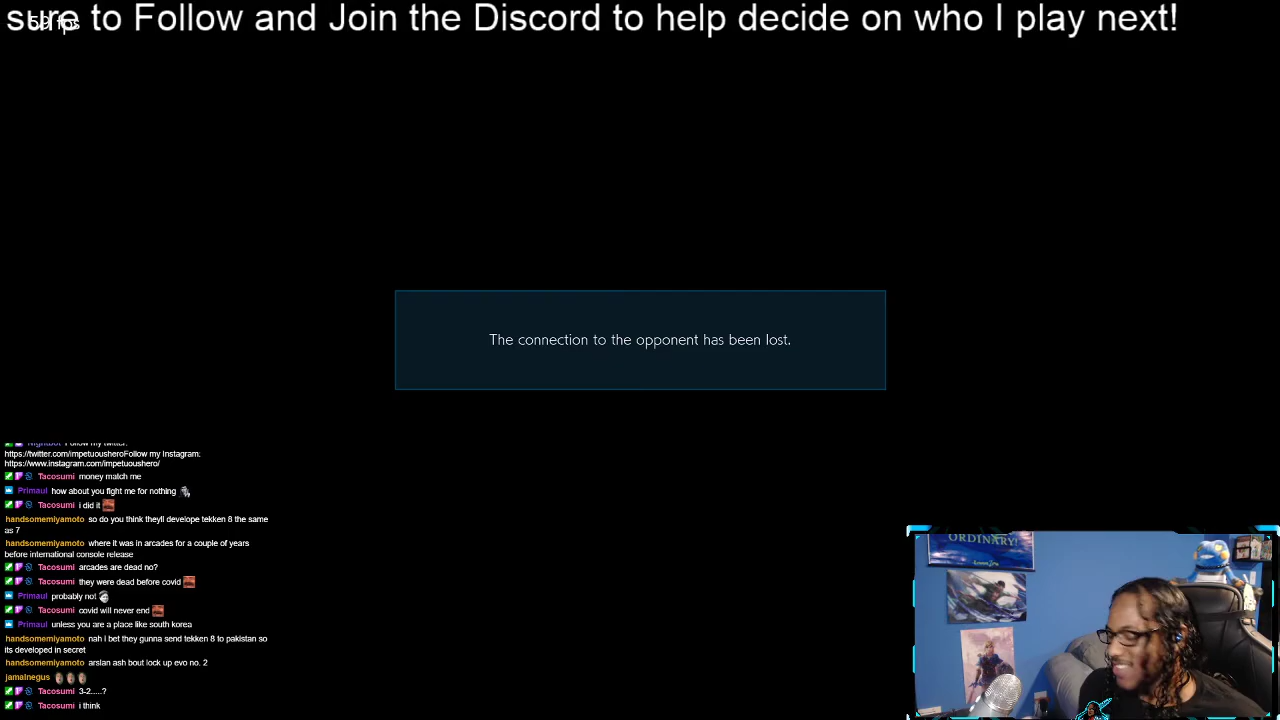 sure to Follow and Join the Discord to help decide on who I play next!
59 fps
The connection to the opponent has been lost.
Nightbot Follow my twitter:
https://twitter.com/impetuousheroFollow my Instagram:
https://www.instagram.com/impetuoushero/
Tacosumi money match me
Primaul how about you fight me for nothing
Tacosumi i did it
handsomemiyamoto so do you think theyll develope tekken 8 the same
as 7
handsomemiyamoto where it was in arcades for a couple of years
before international console release
Tacosumi arcades are dead no?
Tacosumi they were dead before covid
Primaul probably not
Tacosumi covid will never end
Primaul unless you are a place like south korea
handsomemiyamoto nah i bet they gunna send tekken 8 to pakistan so
its developed in secret
handsomemiyamoto arslan ash bout lock up evo no. 2
jamalnegus
Tacosumi 3-2.....?
Tacosumi i think
ORDINARY!